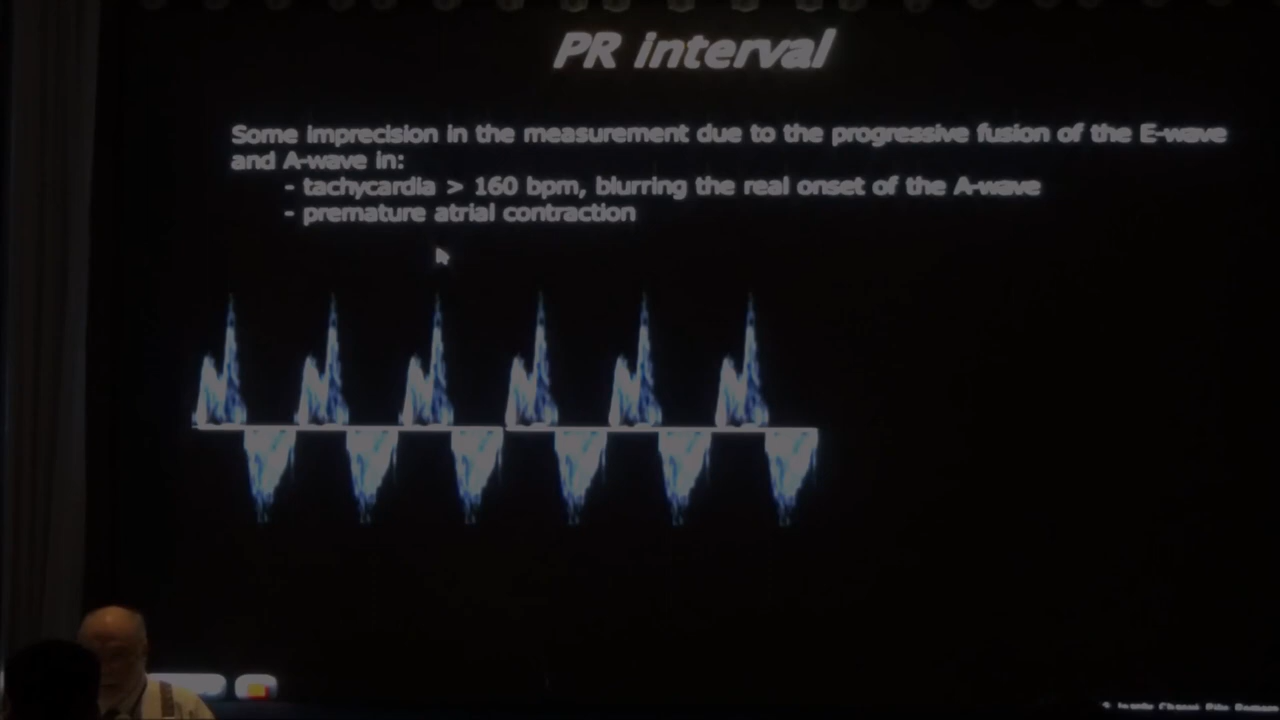 PR interval
Some imprecision in the measurement due to the progressive fusion of the E-wave
and A-wave in:
- tachycardia > 160 bpm, blurring the real onset of the A-wave
- premature atrial contraction